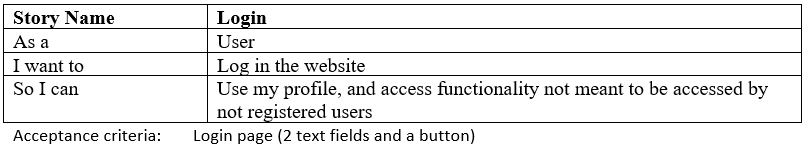 Story Name Login
As a User
I want to Log in the website
So I can Use my profile, and access functionality not meant to be accessed by
not registered users
Acceptance criteria: Login page (2 text fields and a button)